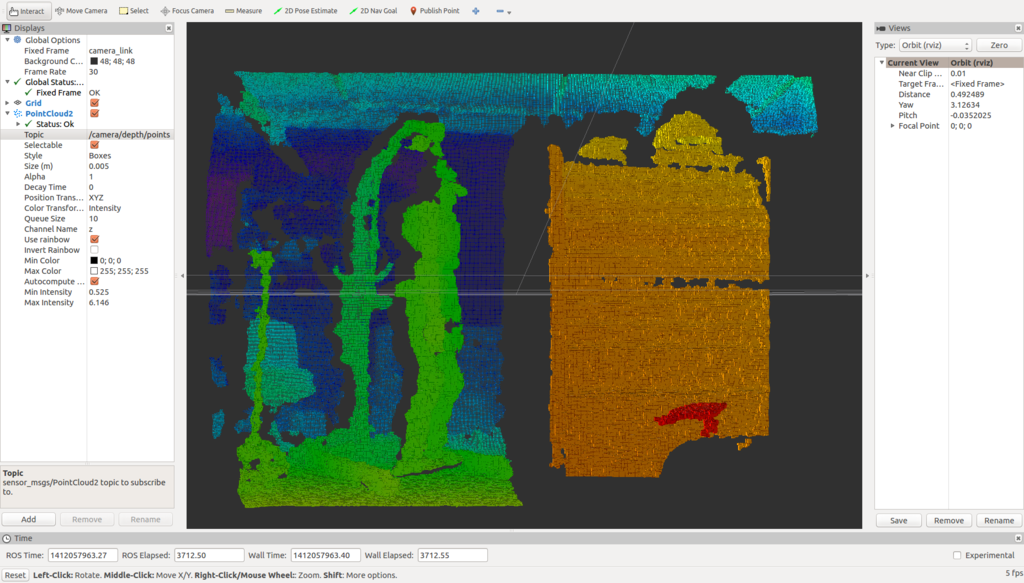 Interact Move Camera Select Focus Camera Measure 2D Pose Estimate 2D Nav Goal Publish Point
Displays
Global Options
Fixed Frame camera_link
Background C... 48; 48; 48
Frame Rate 30
Global Status:...
Fixed Frame OK
Grid
PointCloud2
Status: Ok
Topic /camera/depth/points
Selectable
Style Boxes
Size (m) 0.005
Alpha 1
Decay Time 0
Position Trans... XYZ
Color Transfor... Intensity
Queue Size 10
Channel Name z
Use rainbow
Invert Rainbow
Min Color 0; 0; 0
Max Color 255; 255; 255
Autocompute ...
Min Intensity 0.525
Max Intensity 6.146
Topic
sensor_msgs/PointCloud2 topic to subscribe
to.
Add Remove Rename
Views
Type: Orbit (rviz) Zero
Current View Orbit (rviz)
Near Clip ... 0.01
Target Fra... <Fixed Frame>
Distance 0.492489
Yaw 3.12634
Pitch -0.0352025
Focal Point 0; 0; 0
Save Remove Rename
Time
ROS Time: 1412057963.27 ROS Elapsed: 3712.50 Wall Time: 1412057963.40 Wall Elapsed: 3712.55 Experimental
Reset Left-Click: Rotate. Middle-Click: Move X/Y. Right-Click/Mouse Wheel:: Zoom. Shift: More options. 5 fps